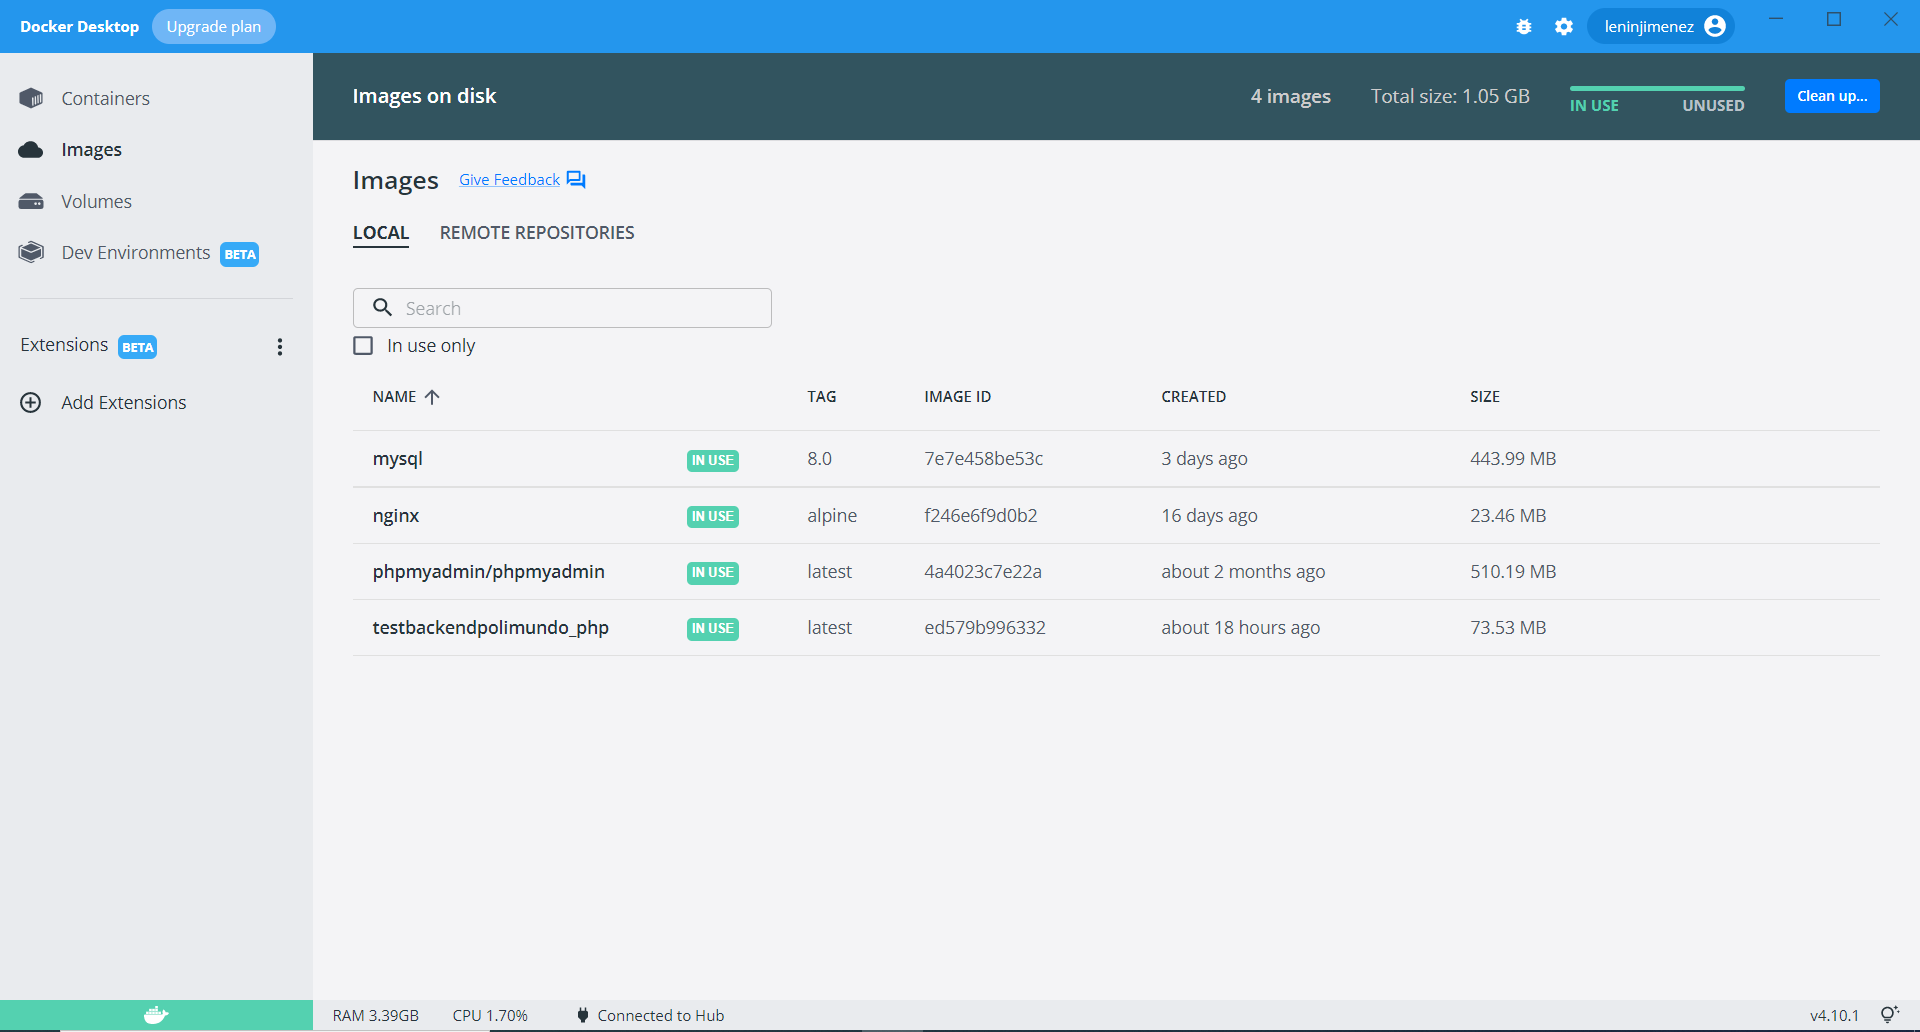 Docker Desktop Upgrade plan leninjimenez
Containers
Images
Volumes
Dev Environments BETA
Extensions BETA
Add Extensions
Images on disk 4 images Total size: 1.05 GB IN USE UNUSED Clean up...
Images Give Feedback
LOCAL REMOTE REPOSITORIES
Search
In use only
NAME TAG IMAGE ID CREATED SIZE
mysql IN USE 8.0 7e7e458be53c 3 days ago 443.99 MB
nginx IN USE alpine f246e6f9d0b2 16 days ago 23.46 MB
phpmyadmin/phpmyadmin IN USE latest 4a4023c7e22a about 2 months ago 510.19 MB
testbackendpolimundo_php IN USE latest ed579b996332 about 18 hours ago 73.53 MB
RAM 3.39GB CPU 1.70% Connected to Hub v4.10.1